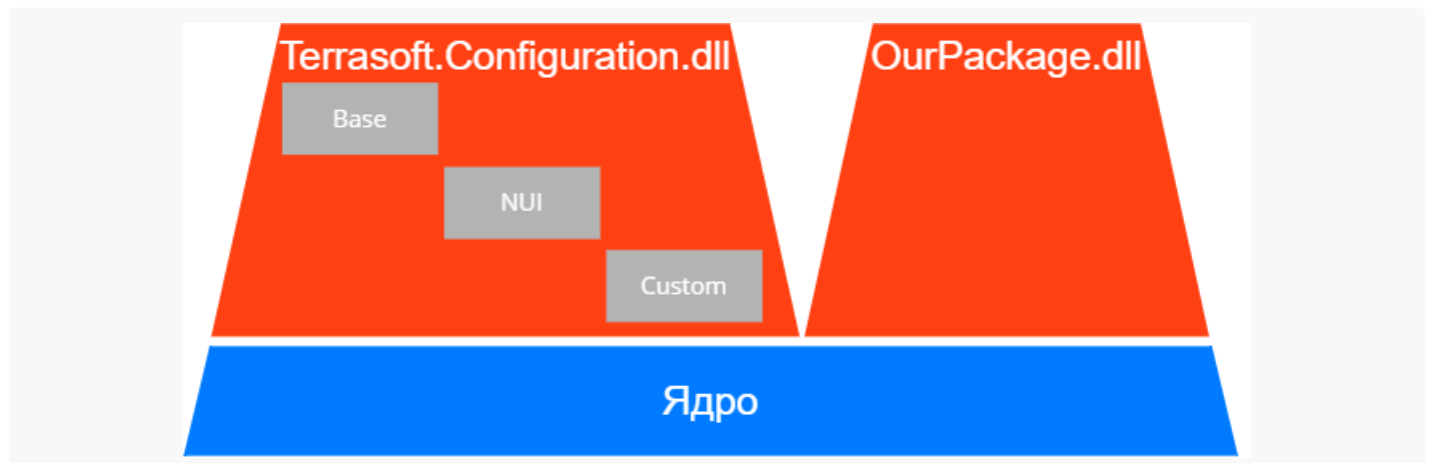 Terrasoft.Configuration.dll
OurPackage.dll
Base
NUI
Custom
Ядро